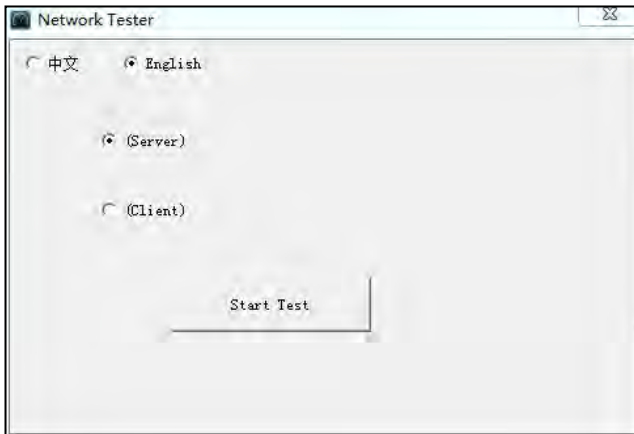 Network Tester
中文 English
(Server)
(Client)
Start Test